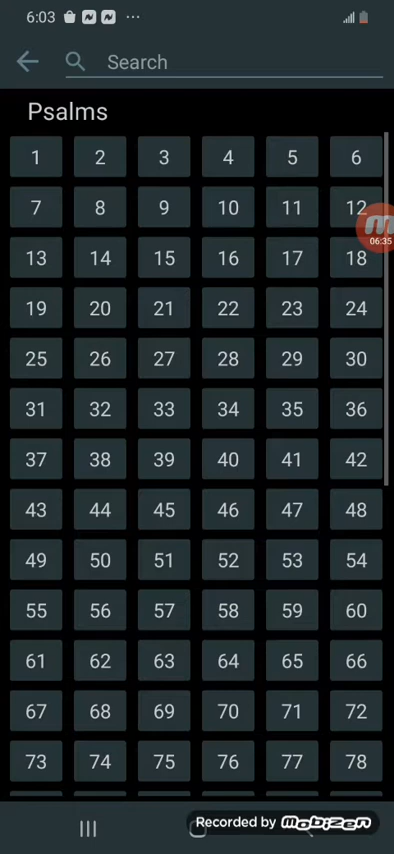 6:03
Search
Psalms
1 2 3 4 5 6
7 8 9 10 11 12
06:35
13 14 15 16 17 18
19 20 21 22 23 24
25 26 27 28 29 30
31 32 33 34 35 36
37 38 39 40 41 42
43 44 45 46 47 48
49 50 51 52 53 54
55 56 57 58 59 60
61 62 63 64 65 66
67 68 69 70 71 72
73 74 75 76 77 78
Recorded by mobizen